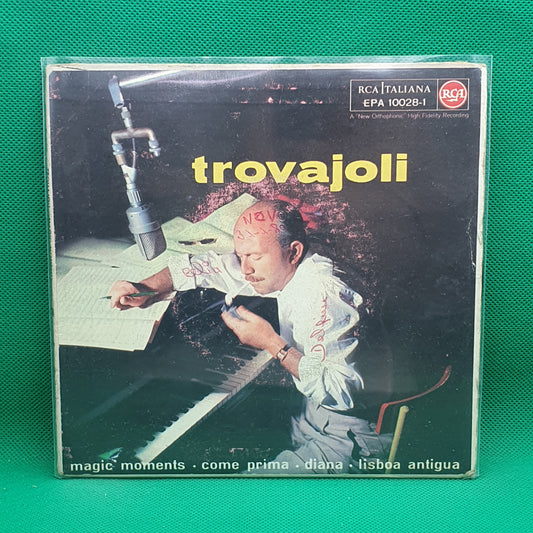 RCA ITALIANA
EPA 10028-1
RCA
A "New Orthophonic" High Fidelity Recording
trovajoli
magic moments · come prima · diana · lisboa antigua